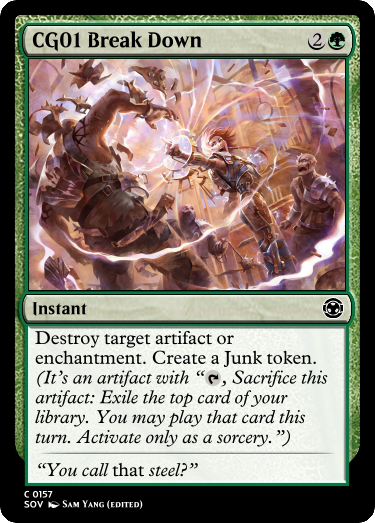 CG01 Break Down 2
Instant
Destroy target artifact or
enchantment. Create a Junk token.
(It's an artifact with “, Sacrifice this
artifact: Exile the top card of your
library. You may play that card this
turn. Activate only as a sorcery.”)
“You call that steel?”
C 0157
SOV SAM YANG (EDITED)